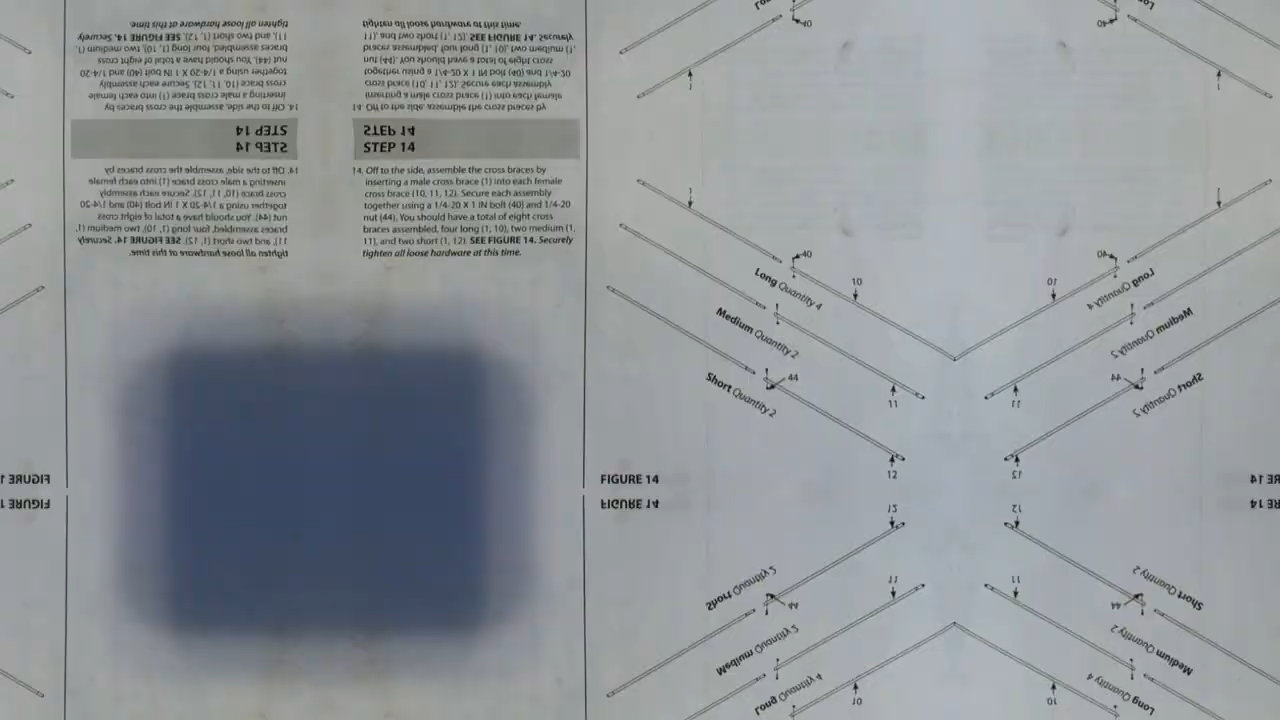 STEP 14
14. Off to the side, assemble the cross braces by
inserting a male cross brace (1) into each female
cross brace (10, 11, 12). Secure each assembly
together using a 1/4-20 X 1 IN bolt (40) and 1/4-20
nut (44). You should have a total of eight cross
braces assembled, four long (1, 10), two medium (1,
11), and two short (1, 12). SEE FIGURE 14. Securely
tighten all loose hardware at this time.
1
40
Long Quantity 4
10
Medium Quantity 2
11
Short Quantity 2
44
12
FIGURE 14